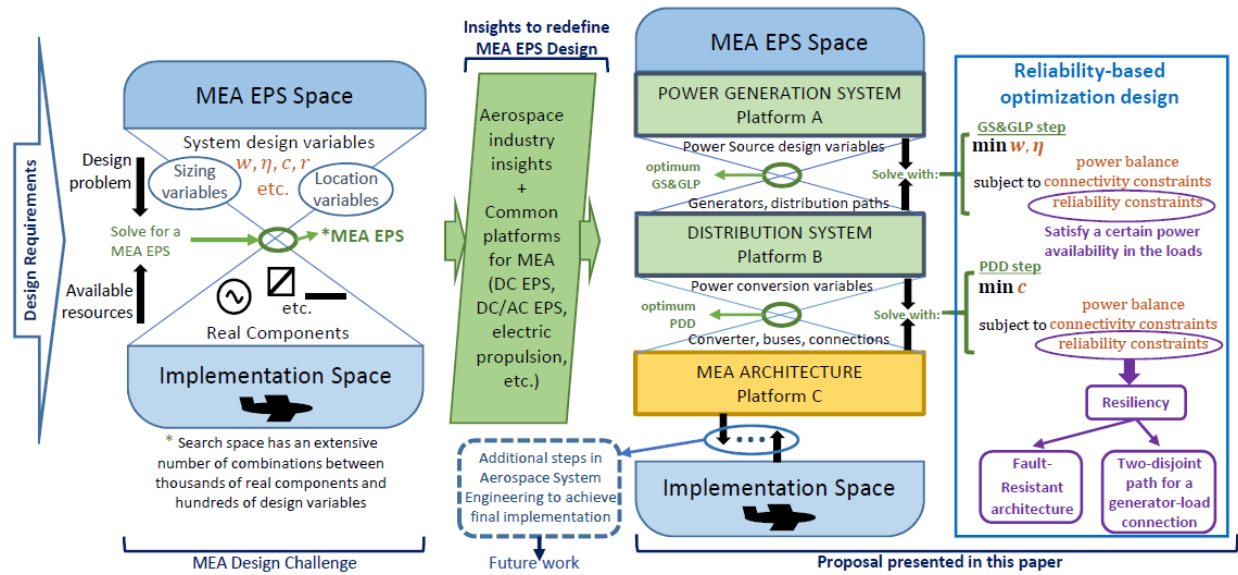 Design Requirements
MEA EPS Space
System design variables
w, η, c, r
etc.
Sizing
variables
Location
variables
Design
problem
Solve for a
MEA EPS
*MEA EPS
Available
resources
etc.
Real Components
Implementation Space
* Search space has an extensive
number of combinations between
thousands of real components and
hundreds of design variables
MEA Design Challenge
Insights to redefine
MEA EPS Design
Aerospace
industry
insights
+
Common
platforms
for MEA
(DC EPS,
DC/AC EPS,
electric
propulsion,
etc.)
Additional steps in
Aerospace System
Engineering to achieve
final implementation
Future work
MEA EPS Space
POWER GENERATION SYSTEM
Platform A
Power Source design variables
optimum
GS&GLP
Solve with:
Generators, distribution paths
DISTRIBUTION SYSTEM
Platform B
Power conversion variables
optimum
PDD
Solve with:
Converter, buses, connections
MEA ARCHITECTURE
Platform C
Implementation Space
Reliability-based
optimization design
GS&GLP step
min w, η
power balance
subject to connectivity constraints
reliability constraints
Satisfy a certain power
availability in the loads
PDD step
min c
power balance
subject to connectivity constraints
reliability constraints
Resiliency
Fault-
Resistant
architecture
Two-disjoint
path for a
generator-load
connection
Proposal presented in this paper